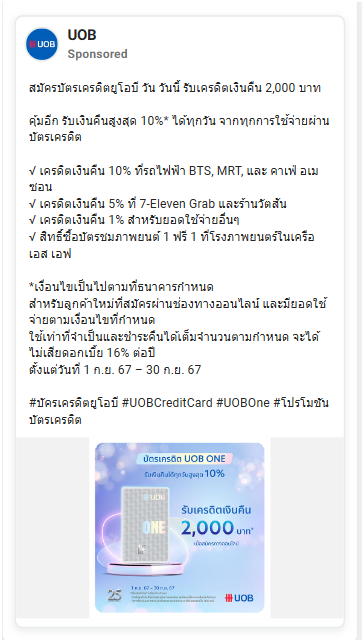 UOB
UOB
Sponsored
สมัครบัตรเครดิตยูโอบี วัน วันนี้ รับเครดิตเงินคืน 2,000 บาท
คุ้มอีก รับเงินคืนสูงสุด 10%* ได้ทุกวัน จากทุกการใช้จ่ายผ่าน
บัตรเครดิต
√ เครดิตเงินคืน 10% ที่รถไฟฟ้า BTS, MRT, และ คาเฟ่ อเม
ซอน
√ เครดิตเงินคืน 5% ที่ 7-Eleven Grab และร้านวัตสัน
√ เครดิตเงินคืน 1% สำหรับยอดใช้จ่ายอื่นๆ
√ สิทธิ์ซื้อบัตรชมภาพยนต์ 1 ฟรี 1 ที่โรงภาพยนตร์ในเครือ
เอส เอฟ
*เงื่อนไขเป็นไปตามที่ธนาคารกำหนด
สำหรับลูกค้าใหม่ที่สมัครผ่านช่องทางออนไลน์ และมียอดใช้
จ่ายตามเงื่อนไขที่กำหนด
ใช้เท่าที่จำเป็นและชำระคืนได้เต็มจำนวนตามกำหนด จะได้
ไม่เสียดอกเบี้ย 16% ต่อปี
ตั้งแต่วันที่ 1 ก.ย. 67 – 30 ก.ย. 67
#บัครเครดิตยูโอบี #UOBCreditCard #UOBOne #โปรโมชัน
บัตรเครดิต
บัตรเครดิต UOB ONE
รับเงินคืนได้ทุกวันสูงสุด 10%
UOB
ONE
รับเครดิตเงินคืน
2,000 บาท*
เมื่อสมัครทางออนไลน์
25
1 ก.ย. 67 – 30 ก.ย. 67
UOB